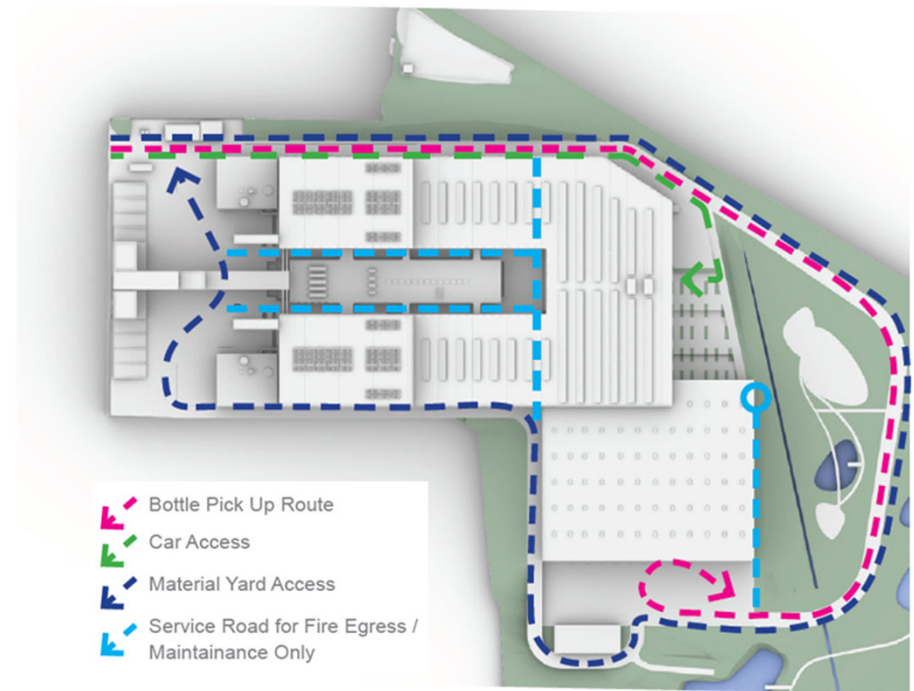 Bottle Pick Up Route
Car Access
Material Yard Access
Service Road for Fire Egress /
Maintainance Only